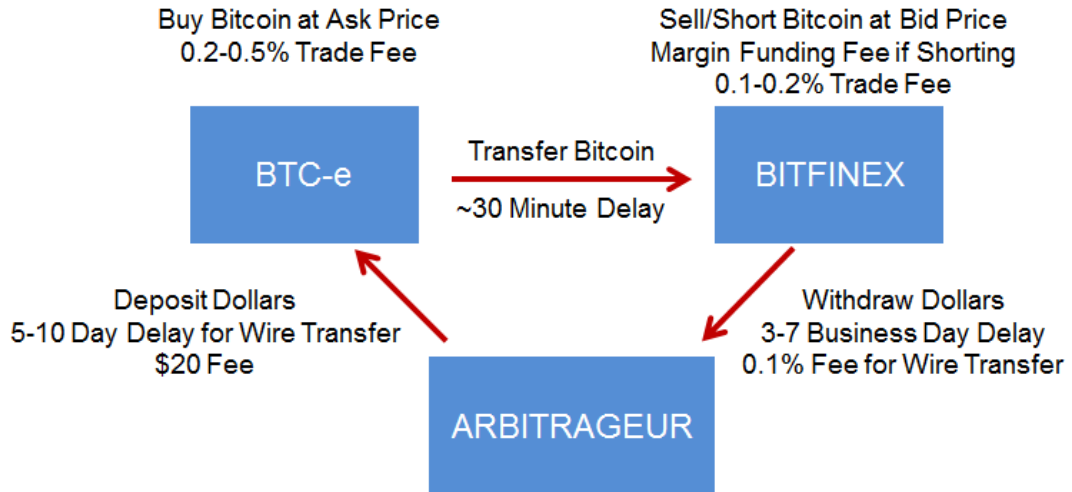 Buy Bitcoin at Ask Price
0.2-0.5% Trade Fee
Sell/Short Bitcoin at Bid Price
Margin Funding Fee if Shorting
0.1-0.2% Trade Fee
BTC-e
Transfer Bitcoin
~30 Minute Delay
BITFINEX
Deposit Dollars
5-10 Day Delay for Wire Transfer
$20 Fee
Withdraw Dollars
3-7 Business Day Delay
0.1% Fee for Wire Transfer
ARBITRAGEUR